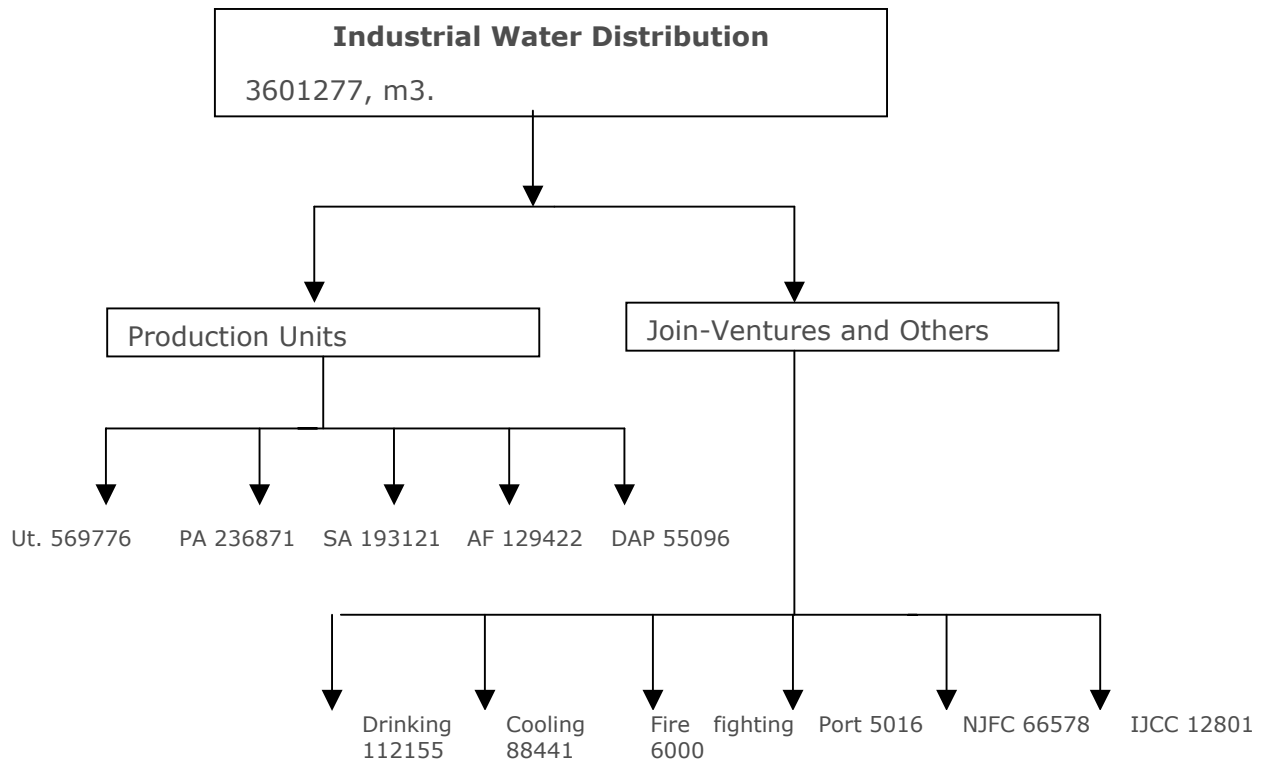 Industrial Water Distribution
3601277, m3.
Production Units
Join-Ventures and Others
Ut. 569776
PA 236871
SA 193121
AF 129422
DAP 55096
Drinking
112155
Cooling
88441
Fire fighting
6000
Port 5016
NJFC 66578
IJCC 12801